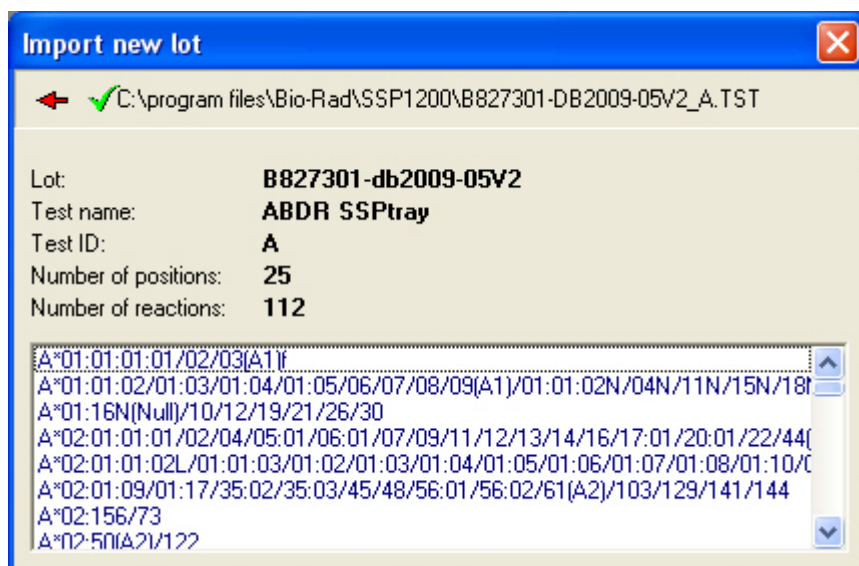 Import new lot
C:\program files\Bio-Rad\SSP1200\B827301-DB2009-05V2_A.TST
Lot: B827301-db2009-05V2
Test name: ABDR SSPtray
Test ID: A
Number of positions: 25
Number of reactions: 112
A*01:01:01:01/02/03(A1)f
A*01:01:02/01:03/01:04/01:05/06/07/08/09(A1)/01:01:02N/04N/11N/15N/18N
A*01:16N(Null)/10/12/19/21/26/30
A*02:01:01:01/02/04/05:01/06:01/07/09/11/12/13/14/16/17:01/20:01/22/44(
A*02:01:01:02L/01:01:03/01:02/01:03/01:04/01:05/01:06/01:07/01:08/01:10/0
A*02:01:09/01:17/35:02/35:03/45/48/56:01/56:02/61(A2)/103/129/141/144
A*02:156/73
A*02:50(A2)/122